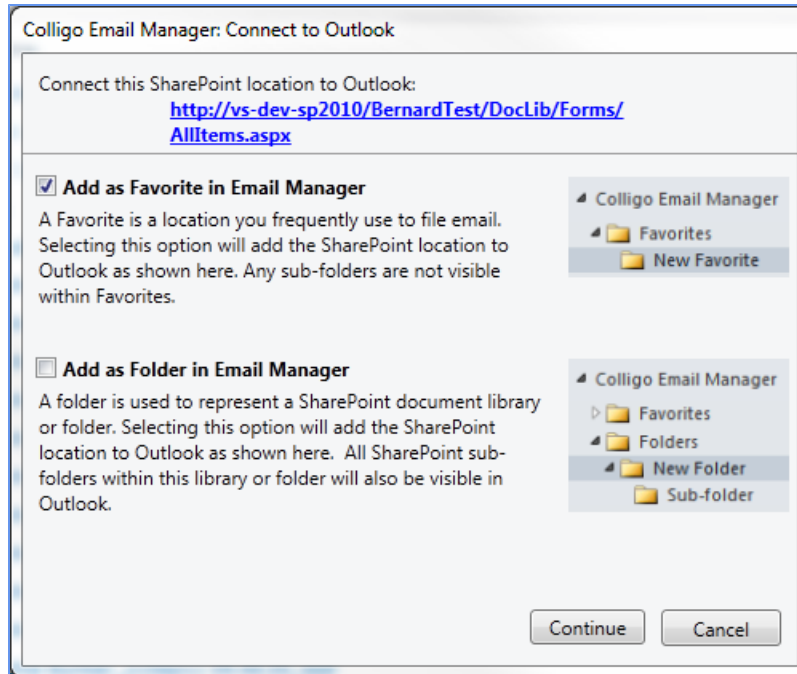 Colligo Email Manager: Connect to Outlook
Connect this SharePoint location to Outlook:
http://vs-dev-sp2010/BernardTest/DocLib/Forms/
AllItems.aspx
Add as Favorite in Email Manager
A Favorite is a location you frequently use to file email.
Selecting this option will add the SharePoint location to
Outlook as shown here. Any sub-folders are not visible
within Favorites.
Colligo Email Manager
Favorites
New Favorite
Add as Folder in Email Manager
A folder is used to represent a SharePoint document library
or folder. Selecting this option will add the SharePoint
location to Outlook as shown here.  All SharePoint sub-
folders within this library or folder will also be visible in
Outlook.
Colligo Email Manager
Favorites
Folders
New Folder
Sub-folder
Continue
Cancel